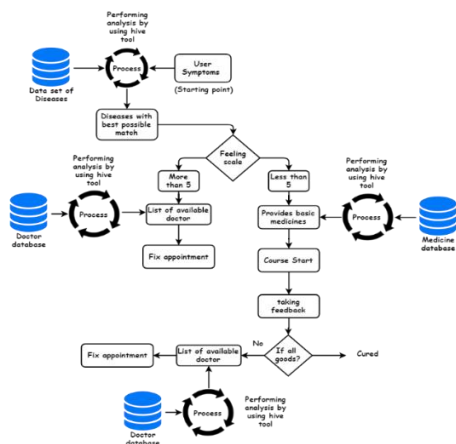 Performing
analysis by
using hive
tool
Process
User
Symptoms
(Starting point)
Data set of
Diseases
Diseases with
best possible
match
Feeling
scale
More
than 5
Less than
5
Performing
analysis by
using hive
tool
Process
Doctor
database
List of available
doctor
Fix appointment
Provides basic
medicines
Performing
analysis by
using hive
tool
Process
Medicine
database
Course Start
taking
feedback
If all
goods?
No
Cured
List of available
doctor
Fix appointment
Doctor
database
Process
Performing
analysis by
using hive
tool